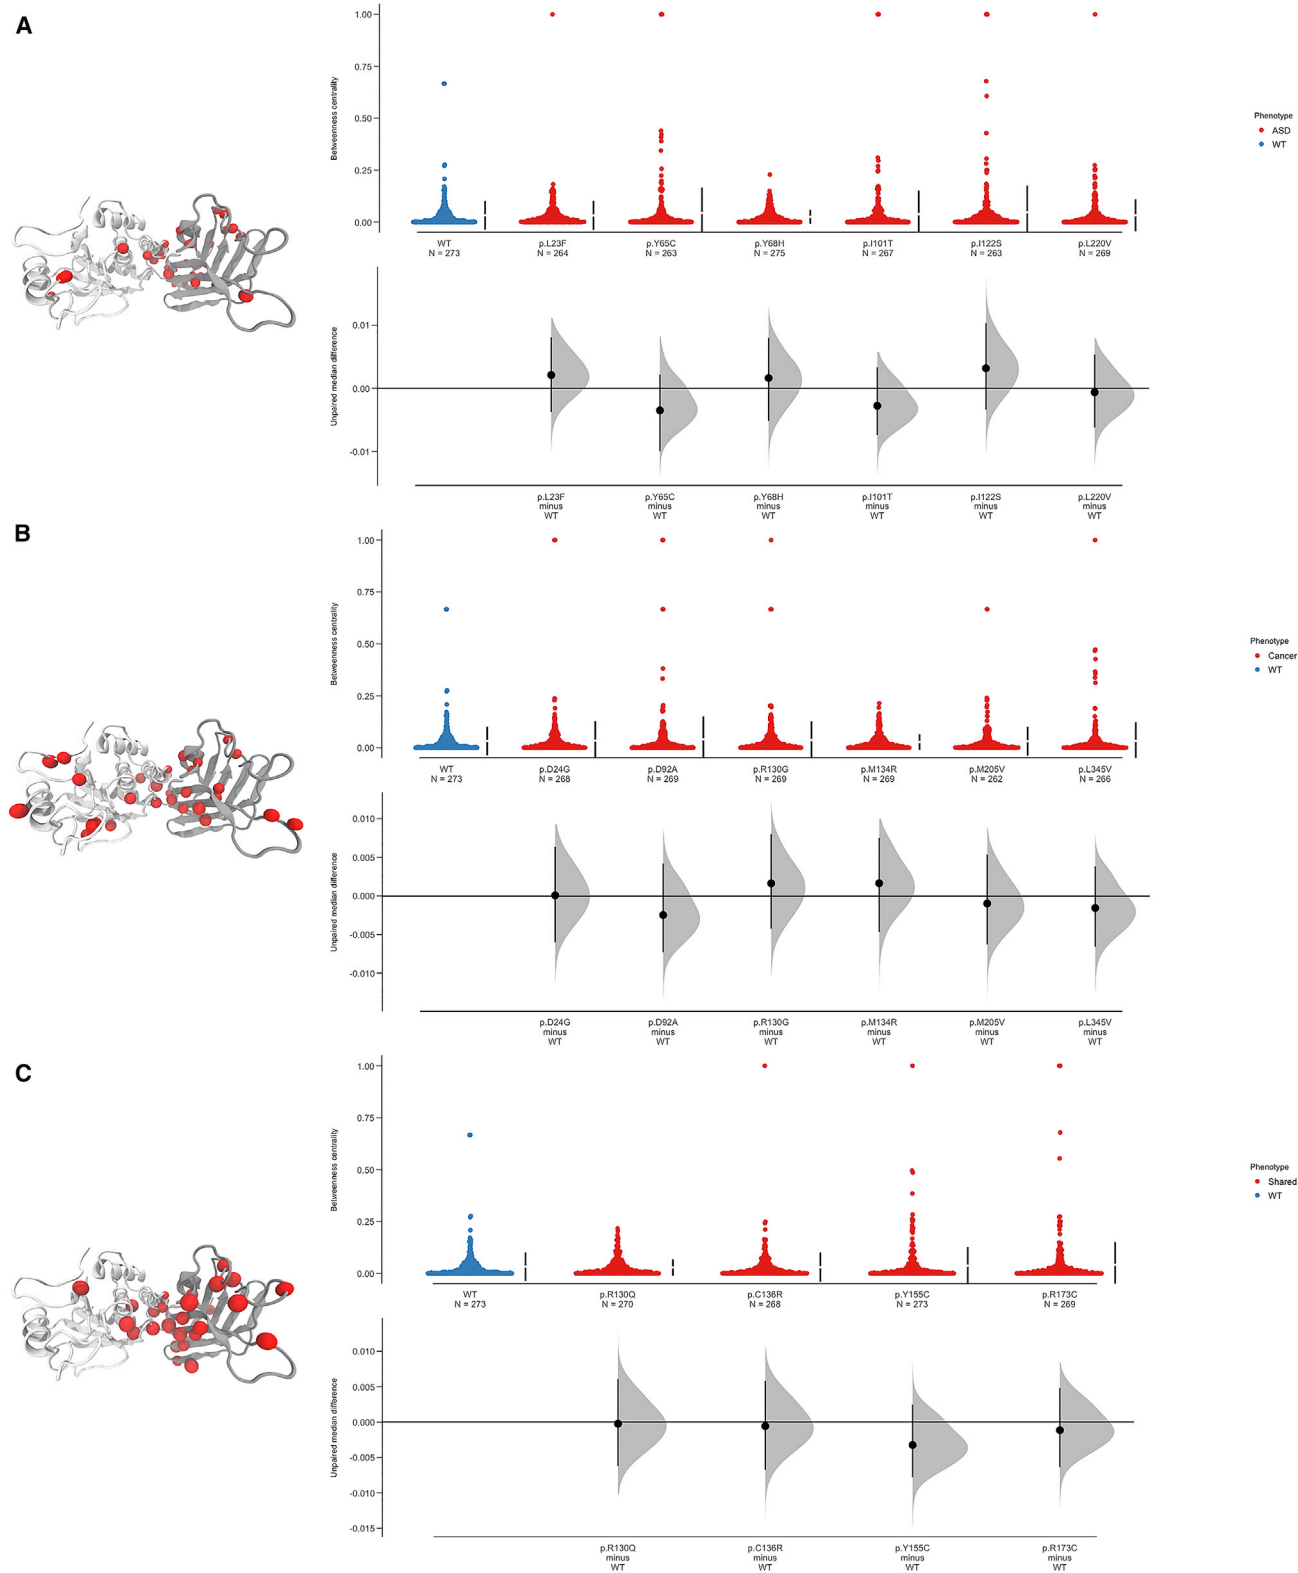 A
Betweenness centrality
1.00
0.75
0.50
0.25
0.00
WT p.L23F p.Y65C p.Y68H p.I101T p.I122S p.L220V
N = 273 N = 264 N = 263 N = 275 N = 267 N = 263 N = 269
Phenotype
ASD
WT
Unpaired median difference
0.01
0.00
-0.01
p.L23F p.Y65C p.Y68H p.I101T p.I122S p.L220V
minus minus minus minus minus minus
WT WT WT WT WT WT
B
Betweenness centrality
1.00
0.75
0.50
0.25
0.00
WT p.D24G p.D92A p.R130G p.M134R p.M205V p.L345V
N = 273 N = 268 N = 269 N = 269 N = 269 N = 262 N = 266
Phenotype
Cancer
WT
Unpaired median difference
0.010
0.005
0.000
-0.005
-0.010
p.D24G p.D92A p.R130G p.M134R p.M205V p.L345V
minus minus minus minus minus minus
WT WT WT WT WT WT
C
Betweenness centrality
1.00
0.75
0.50
0.25
0.00
WT p.R130Q p.C136R p.Y155C p.R173C
N = 273 N = 270 N = 268 N = 273 N = 269
Phenotype
Shared
WT
Unpaired median difference
0.010
0.005
0.000
-0.005
-0.010
-0.015
p.R130Q p.C136R p.Y155C p.R173C
minus minus minus minus
WT WT WT WT